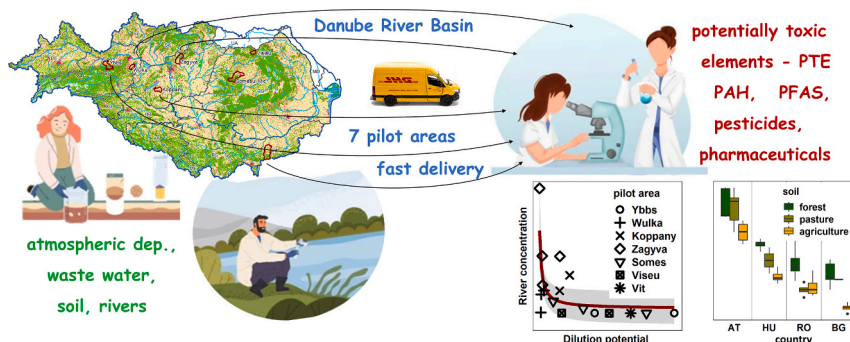 Danube River Basin
7 pilot areas
fast delivery
potentially toxic
elements - PTE
PAH, PFAS,
pesticides,
pharmaceuticals
atmospheric dep.,
waste water,
soil, rivers
River concentration
Dilution potential
pilot area
Ybbs
Wulka
Koppany
Zagyva
Somes
Viseu
Vit
soil
forest
pasture
agriculture
AT HU RO BG
country